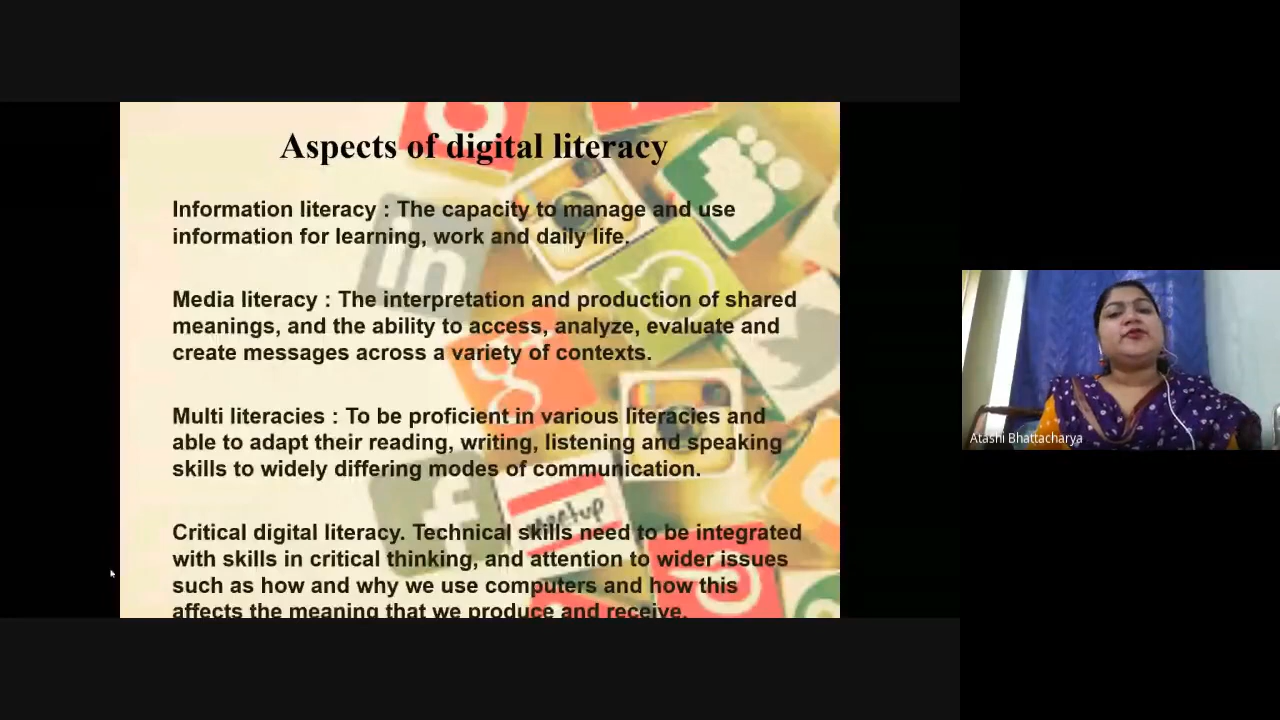 Aspects of digital literacy
Information literacy : The capacity to manage and use
information for learning, work and daily life.
Media literacy : The interpretation and production of shared
meanings, and the ability to access, analyze, evaluate and
create messages across a variety of contexts.
Multi literacies : To be proficient in various literacies and
able to adapt their reading, writing, listening and speaking
skills to widely differing modes of communication.
Critical digital literacy. Technical skills need to be integrated
with skills in critical thinking, and attention to wider issues
such as how and why we use computers and how this
affects the meaning that we produce and receive.
in
g+
f
Meetup
Atashi Bhattacharya